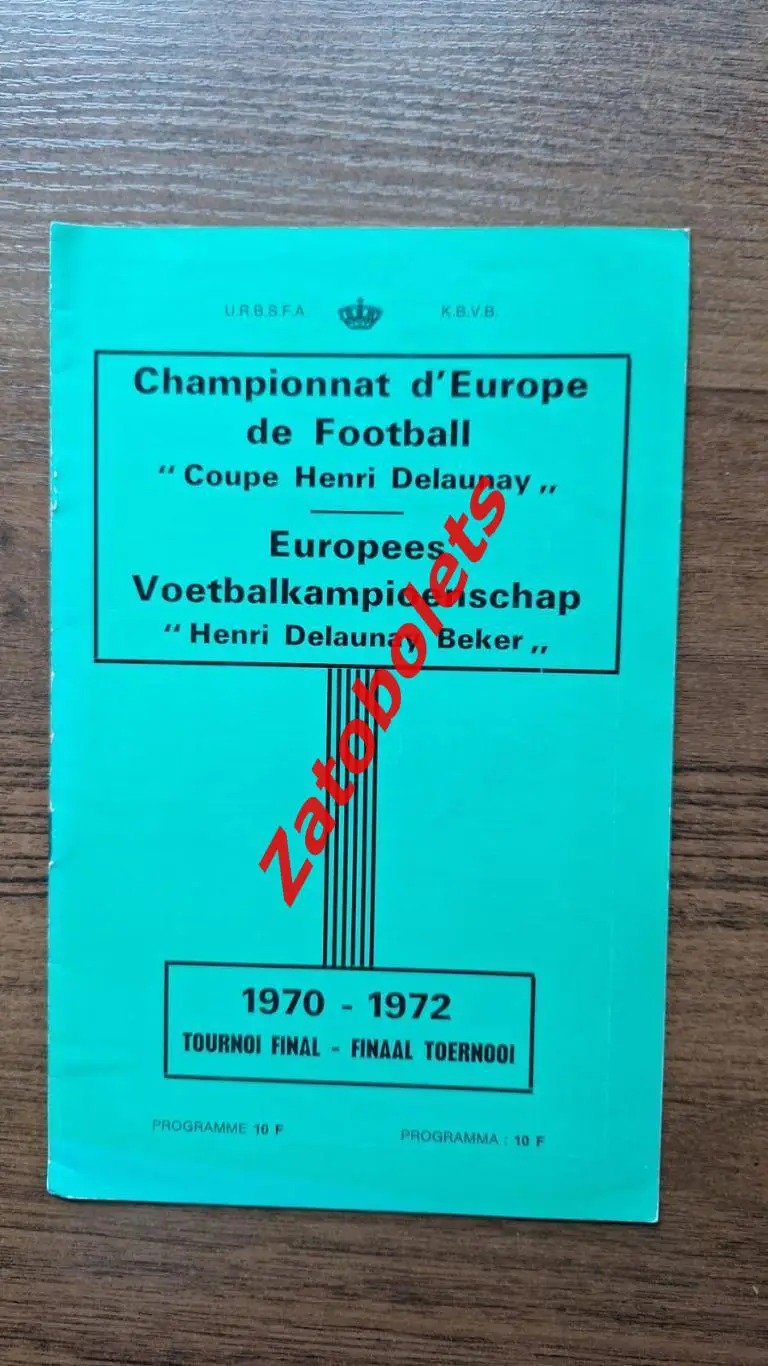 U.R.B.S.F.A. K.B.V.B.
Championnat d'Europe
de Football
" Coupe Henri Delaunay „
Europees
Voetbalkampioenschap
" Henri Delaunay Beker „
Zatobolets
1970 - 1972
TOURNOI FINAL - FINAAL TOERNOOI
PROGRAMME 10 F PROGRAMMA : 10 F